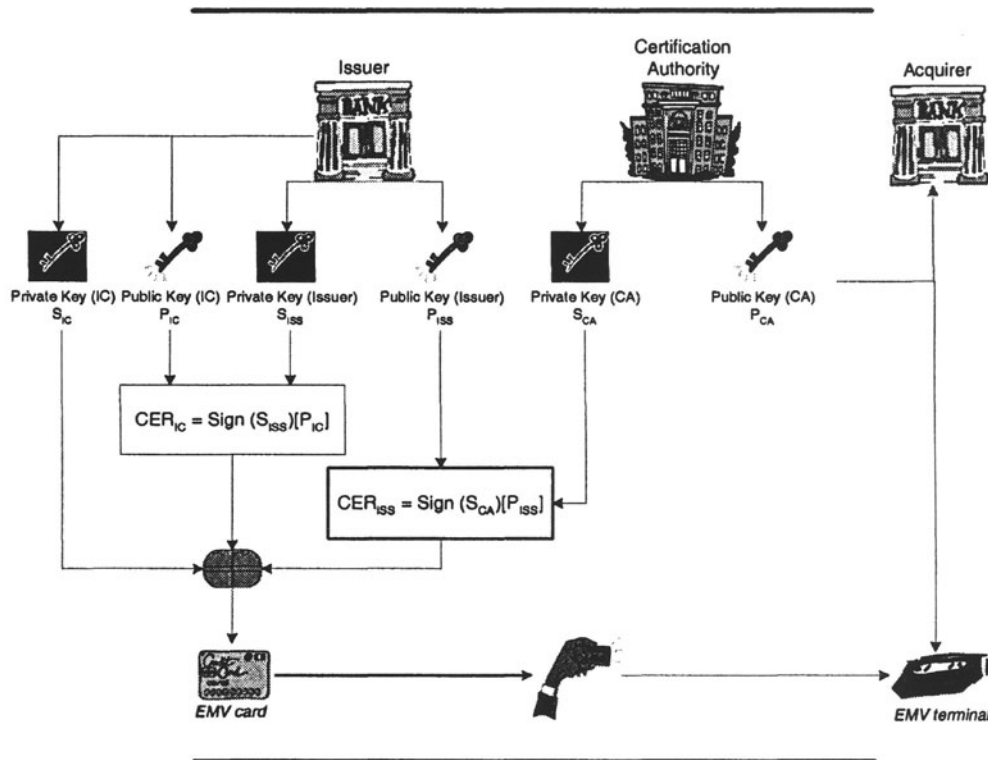 Certification
Authority
Issuer
Acquirer
BANK
BANK
Private Key (IC)
S_IC
Public Key (IC)
P_IC
Private Key (Issuer)
S_ISS
Public Key (Issuer)
P_ISS
Private Key (CA)
S_CA
Public Key (CA)
P_CA
CER_IC = Sign (S_ISS)[P_IC]
CER_ISS = Sign (S_CA)[P_ISS]
EMV card
EMV terminal